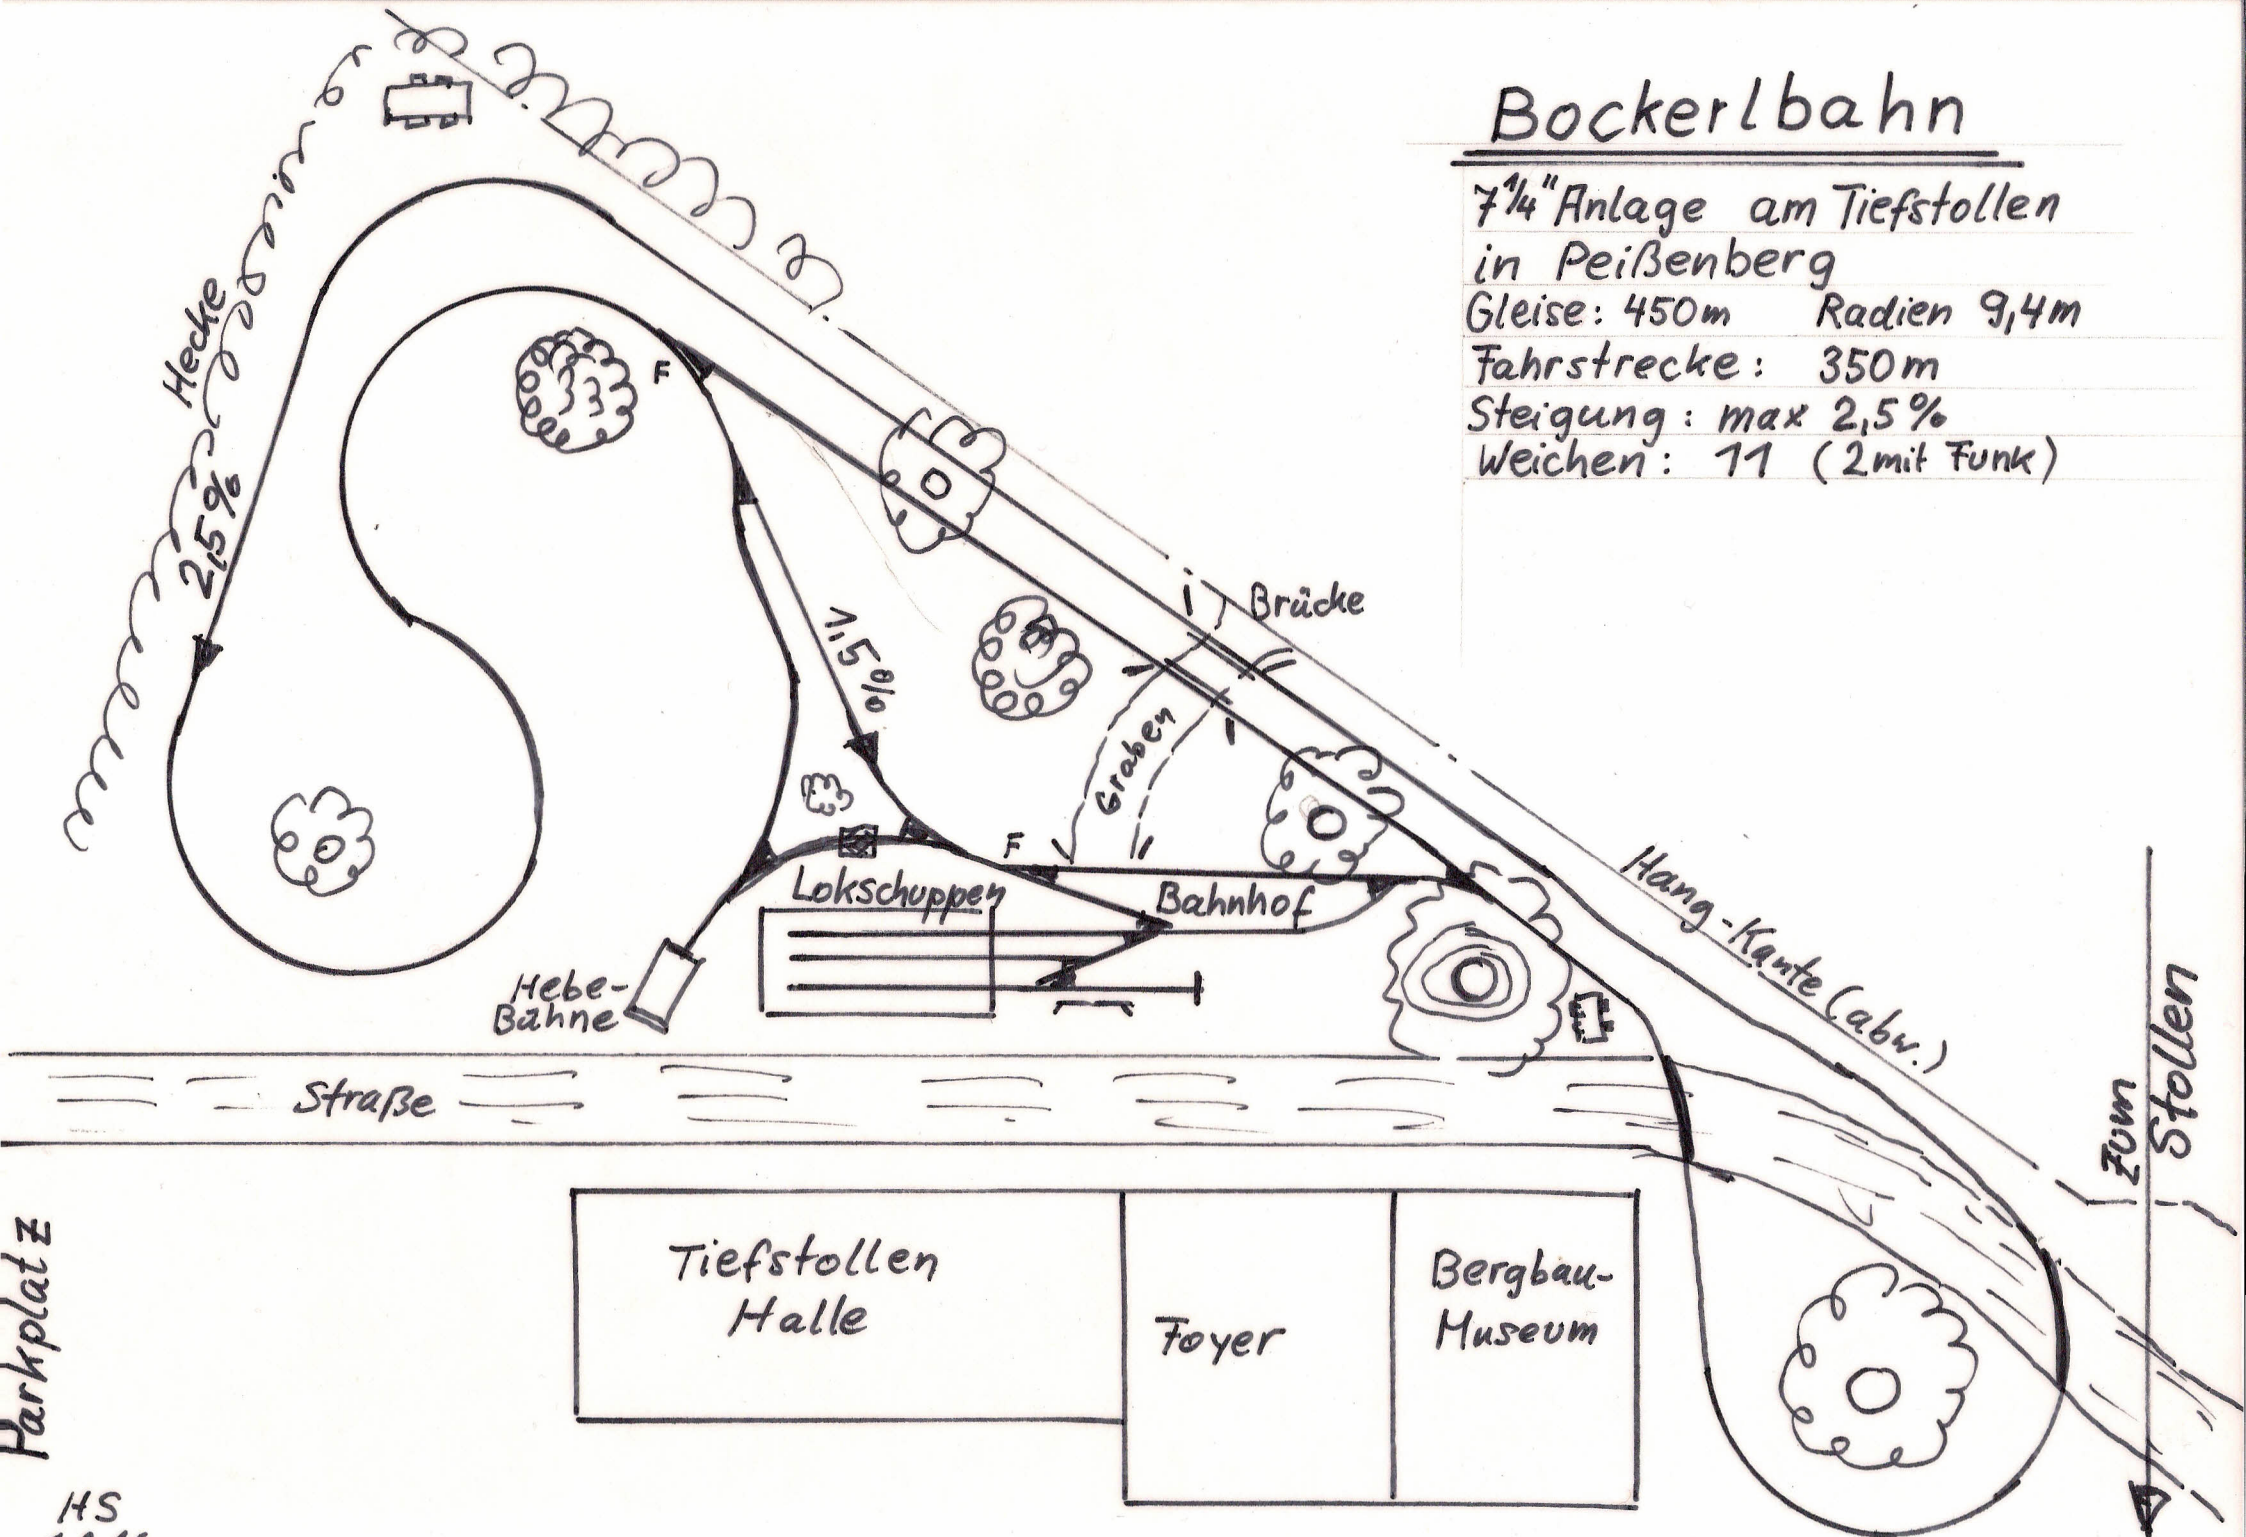 Bockerlbahn
7 1/4" Anlage am Tiefstollen
in Peißenberg
Gleise: 450m Radien 9,4m
Fahrstrecke: 350m
Steigung: max 2,5%
Weichen: 11 (2 mit Funk)
Hecke
2,5%
F
1,5%
Brücke
Graben
F
Lokschuppen
Bahnhof
Hang-Kante (abw.)
Hebe-
Bühne
zum
Stollen
Straße
Parkplatz
Tiefstollen
Halle
Foyer
Bergbau-
Museum
HS